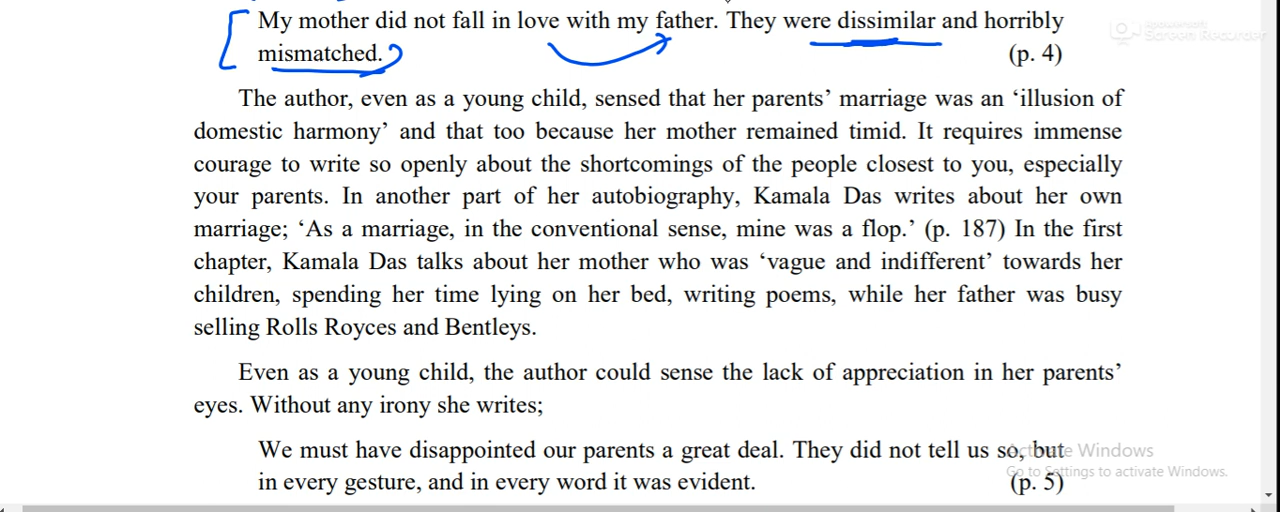 My mother did not fall in love with my father. They were dissimilar and horribly
mismatched. (p. 4)
The author, even as a young child, sensed that her parents’ marriage was an ‘illusion of
domestic harmony’ and that too because her mother remained timid. It requires immense
courage to write so openly about the shortcomings of the people closest to you, especially
your parents. In another part of her autobiography, Kamala Das writes about her own
marriage; ‘As a marriage, in the conventional sense, mine was a flop.’ (p. 187) In the first
chapter, Kamala Das talks about her mother who was ‘vague and indifferent’ towards her
children, spending her time lying on her bed, writing poems, while her father was busy
selling Rolls Royces and Bentleys.
Even as a young child, the author could sense the lack of appreciation in her parents’
eyes. Without any irony she writes;
We must have disappointed our parents a great deal. They did not tell us so, but
in every gesture, and in every word it was evident. (p. 5)
Activate Windows
Go to Settings to activate Windows.
Screen Recorder